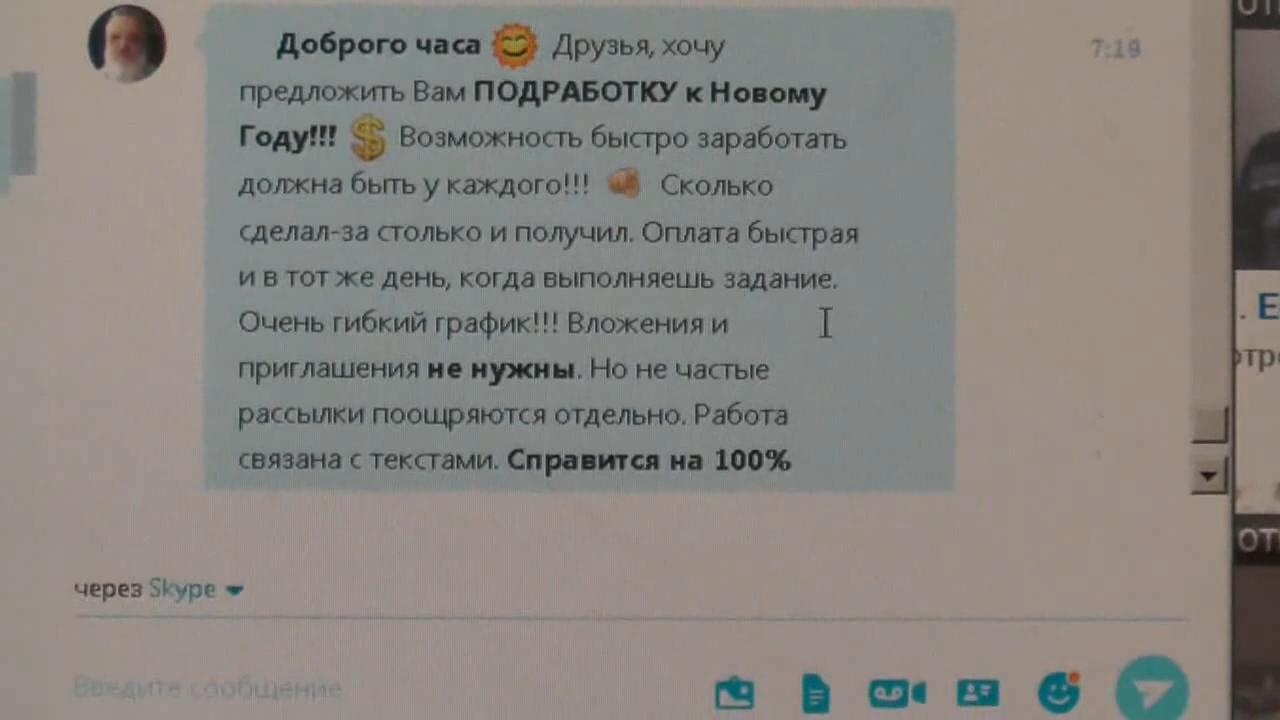 Доброго часа Друзья, хочу
7:19
предложить Вам ПОДРАБОТКУ к Новому
Году!!! Возможность быстро заработать
должна быть у каждого!!! Сколько
сделал-за столько и получил. Оплата быстрая
и в тот же день, когда выполняешь задание.
Очень гибкий график!!! Вложения и
приглашения не нужны. Но не частые
рассылки поощряются отдельно. Работа
связана с текстами. Справится на 100%
через Skype
Введите сообщение